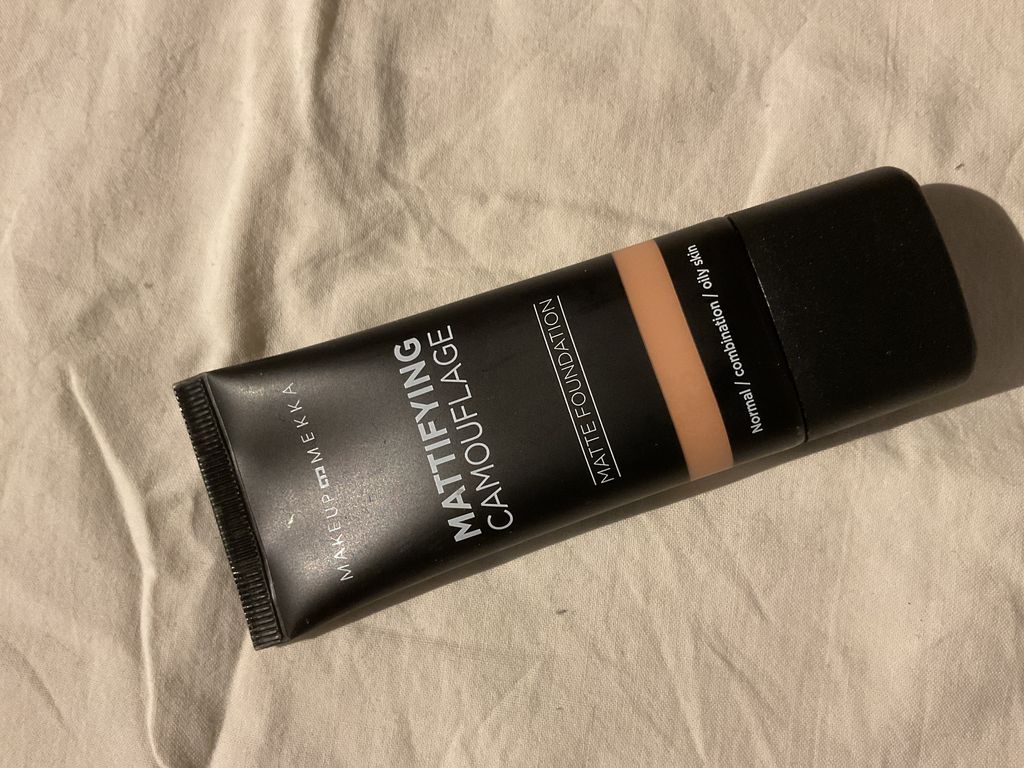 MAKEUP MEKKA
MATTIFYING
CAMOUFLAGE
MATTE FOUNDATION
Normal / combination / oily skin